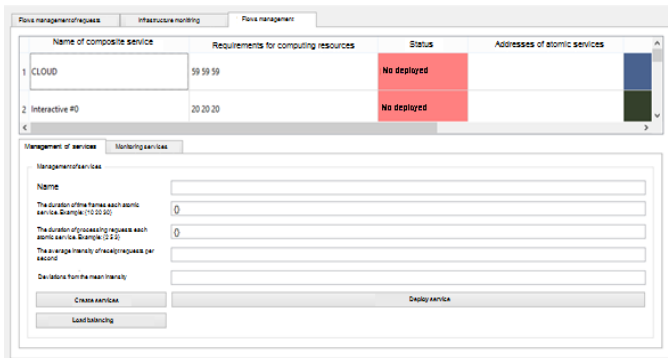 Flows management of requests
Infrastructure monitring
Flows management
Name of composite service
Requirements for computing resources
Status
Addresses of atomic services
1 CLOUD
59 59 59
No deployed
2 Interactive #0
20 20 20
No deployed
Management of services
Monitoring services
Management of services
Name
The duration of time frames each atomic
service. Example: (10 20 30)
()
The duration of processing requests each
atomic service. Example: (2 3 3)
()
The average intensity of receipt requests per
second
Deviations from the mean intensity
Create services
Deploy service
Load balancing